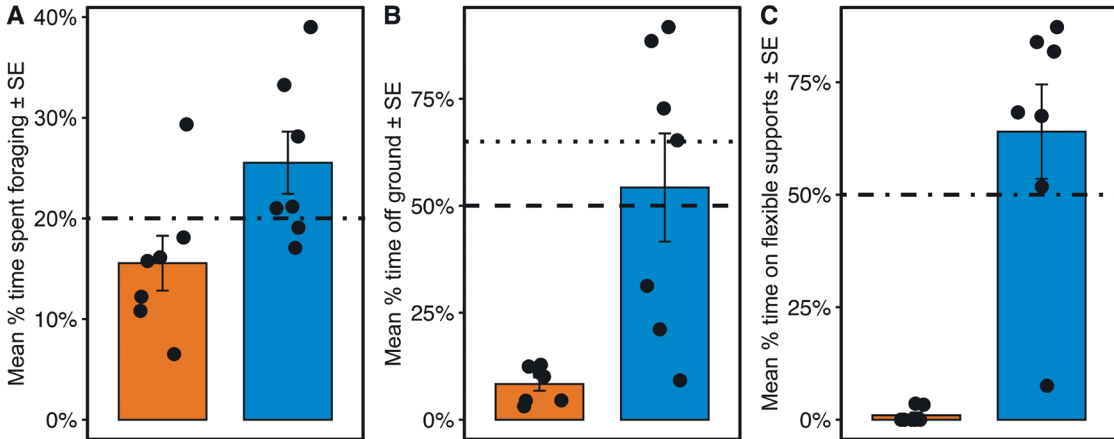 A
Mean % time spent foraging ± SE
40%
30%
20%
10%
0%
B
Mean % time off ground ± SE
75%
50%
25%
0%
C
Mean % time on flexible supports ± SE
75%
50%
25%
0%